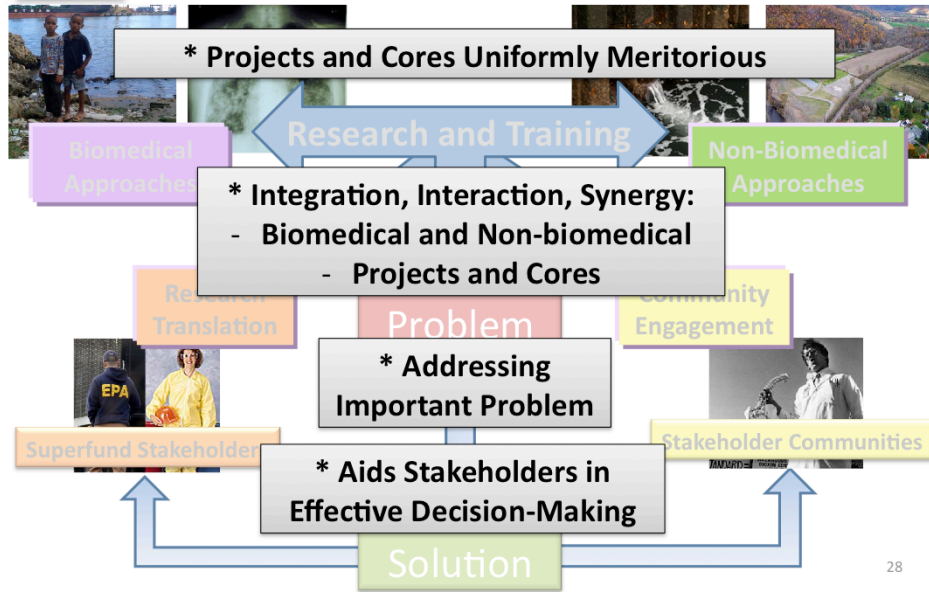 * Projects and Cores Uniformly Meritorious
Research and Training
Biomedical
Approaches
Non-Biomedical
Approaches
* Integration, Interaction, Synergy:
- Biomedical and Non-biomedical
- Projects and Cores
Research
Translation
Community
Engagement
Problem
* Addressing
Important Problem
EPA
Superfund Stakeholders
Stakeholder Communities
* Aids Stakeholders in
Effective Decision-Making
Solution
28